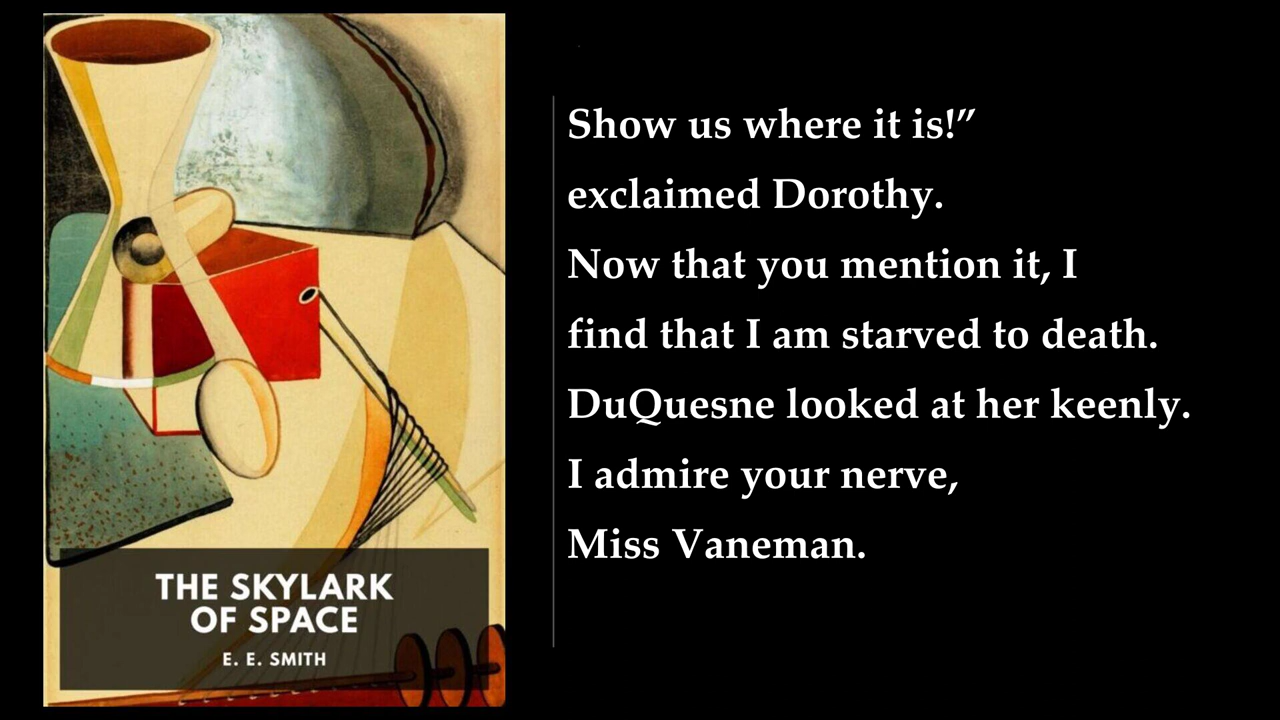 THE SKYLARK
OF SPACE
E. E. SMITH
Show us where it is!”
exclaimed Dorothy.
Now that you mention it, I
find that I am starved to death.
DuQuesne looked at her keenly.
I admire your nerve,
Miss Vaneman.